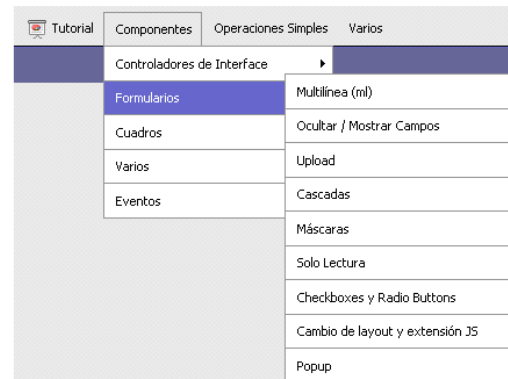 Tutorial Componentes Operaciones Simples Varios
Controladores de Interface
Formularios
Cuadros
Varios
Eventos
Multilínea (ml)
Ocultar / Mostrar Campos
Upload
Cascadas
Máscaras
Solo Lectura
Checkboxes y Radio Buttons
Cambio de layout y extensión JS
Popup